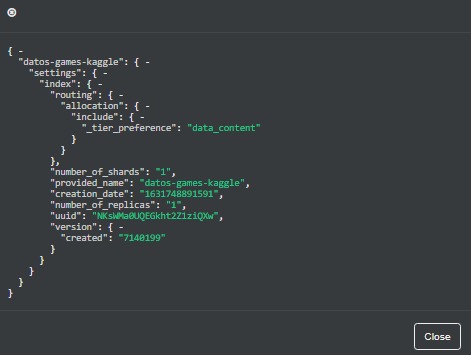 { -
"datos-games-kaggle": { -
"settings": { -
"index": { -
"routing": { -
"allocation": { -
"include": { -
"_tier_preference": "data_content"
}
}
},
"number_of_shards": "1",
"provided_name": "datos-games-kaggle",
"creation_date": "1631748891591",
"number_of_replicas": "1",
"uuid": "NKsWMa0UQEGkht2Z1ziQXw",
"version": { -
"created": "7140199"
}
}
}
}
}
Close